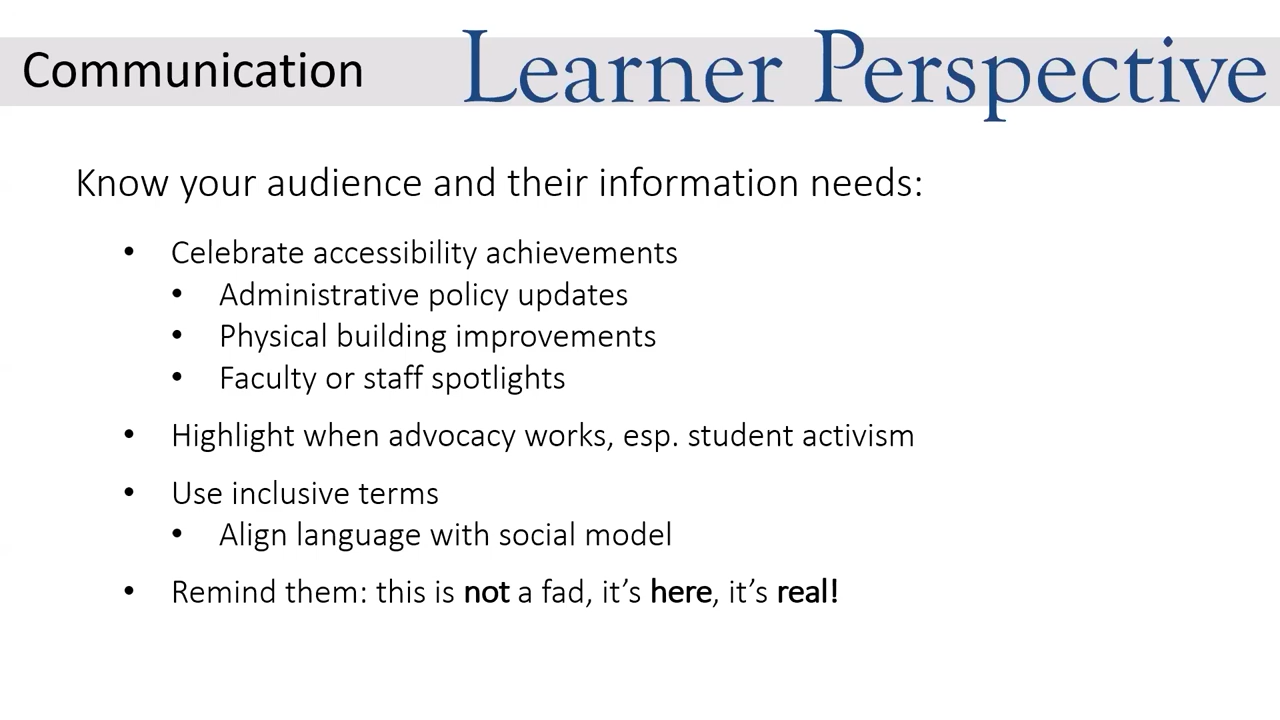 Communication
Learner Perspective
Know your audience and their information needs:
• Celebrate accessibility achievements
• Administrative policy updates
• Physical building improvements
• Faculty or staff spotlights
• Highlight when advocacy works, esp. student activism
• Use inclusive terms
• Align language with social model
• Remind them: this is not a fad, it’s here, it’s real!